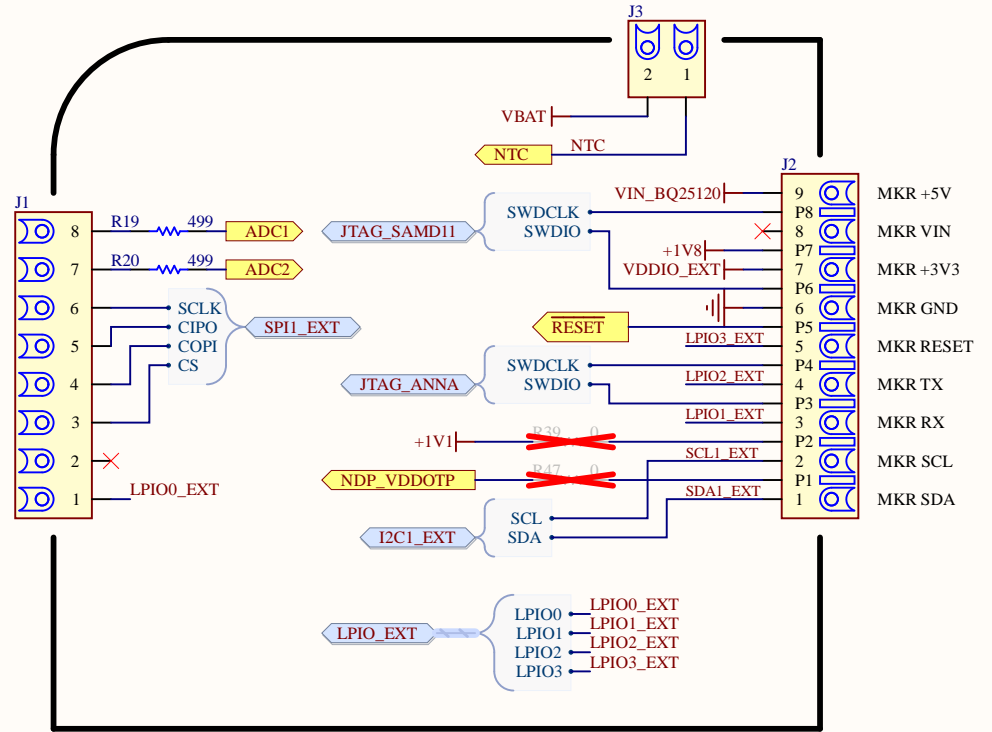 J3
2 1
VBAT
NTC NTC
J2
J1
VIN_BQ25120 9 MKR +5V
SWDCLK P8
8 R19 499 ADC1 JTAG_SAMD11 SWDIO 8 MKR VIN
+1V8 P7
7 R20 499 ADC2 VDDIO_EXT 7 MKR +3V3
P6
6 SCLK 6 MKR GND
CIPO SPI1_EXT RESET P5
5 COPI LPIO3_EXT 5 MKR RESET
CS SWDCLK P4
4 JTAG_ANNA SWDIO LPIO2_EXT 4 MKR TX
P3
3 LPIO1_EXT 3 MKR RX
+1V1 R39 0 P2
2 SCL1_EXT 2 MKR SCL
NDP_VDDOTP R47 0 P1
1 LPIO0_EXT SDA1_EXT 1 MKR SDA
SCL
I2C1_EXT SDA
LPIO0 LPIO0_EXT
LPIO_EXT LPIO1 LPIO1_EXT
LPIO2 LPIO2_EXT
LPIO3 LPIO3_EXT